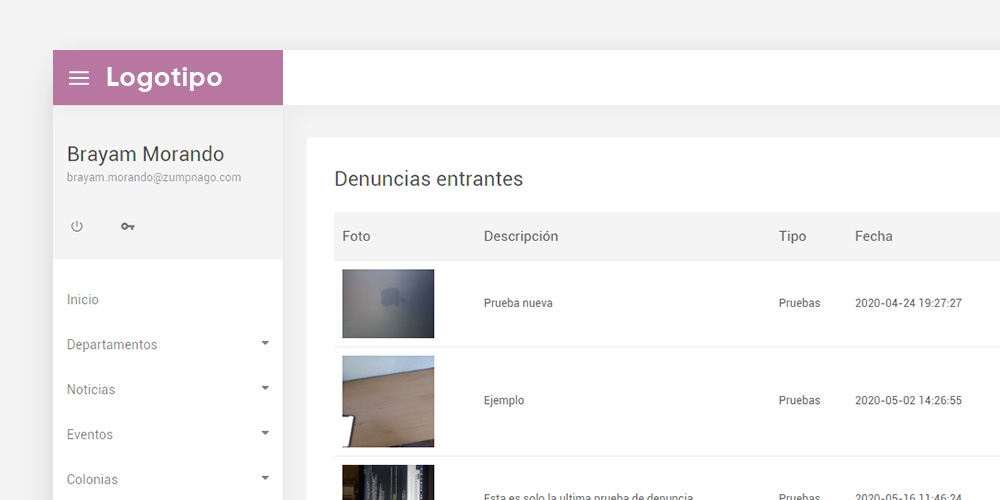 Logotipo
Brayam Morando
brayam.morando@zumpnago.com
Inicio
Departamentos
Noticias
Eventos
Colonias
Denuncias entrantes
Foto Descripción Tipo Fecha
Prueba nueva Pruebas 2020-04-24 19:27:27
Ejemplo Pruebas 2020-05-02 14:26:55
Esta es solo la ultima prueba de denuncia Pruebas 2020-05-16 11:46:24